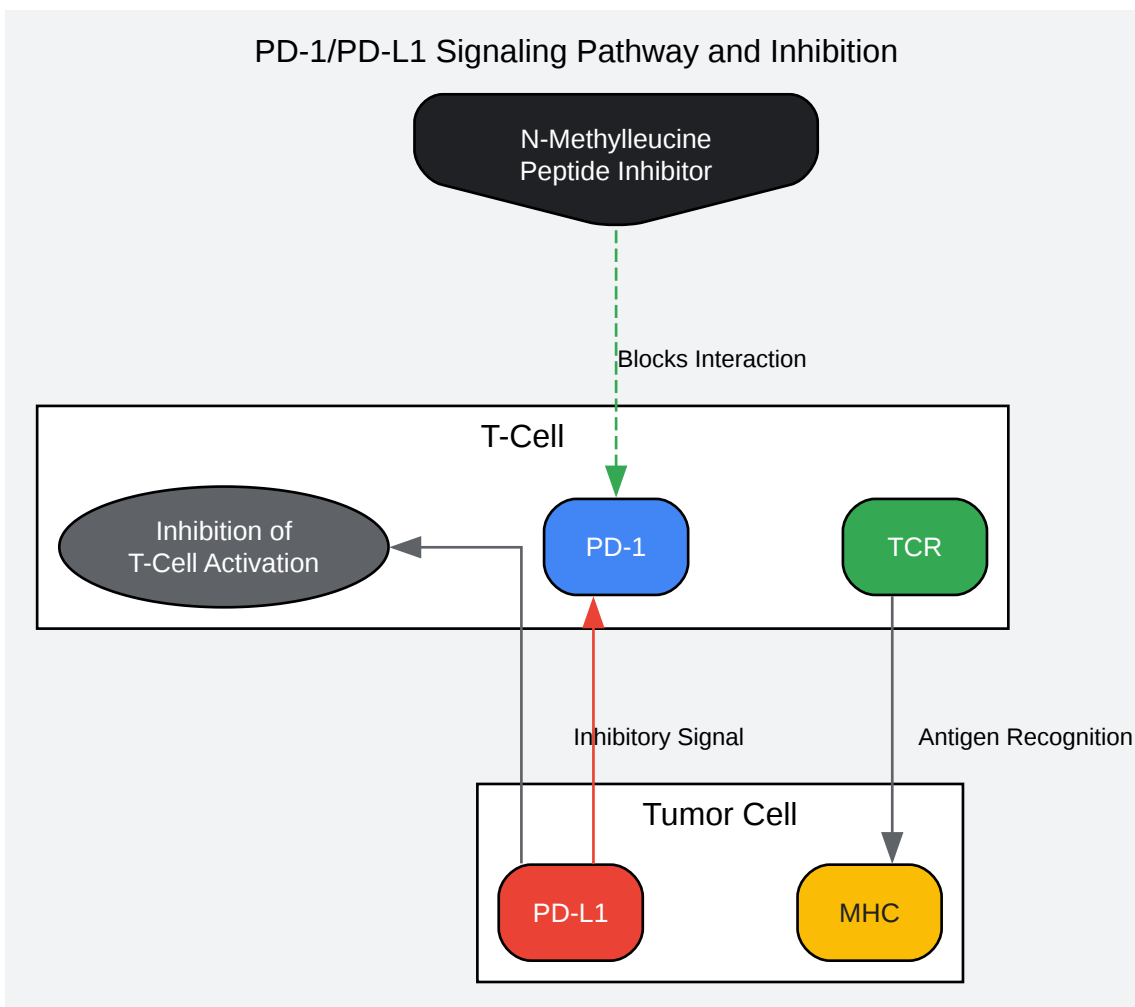 PD-1/PD-L1 Signaling Pathway and Inhibition
N-Methylleucine
Peptide Inhibitor
Blocks Interaction
T-Cell
Inhibition of
T-Cell Activation
PD-1
TCR
Inhibitory Signal
Antigen Recognition
Tumor Cell
PD-L1
MHC